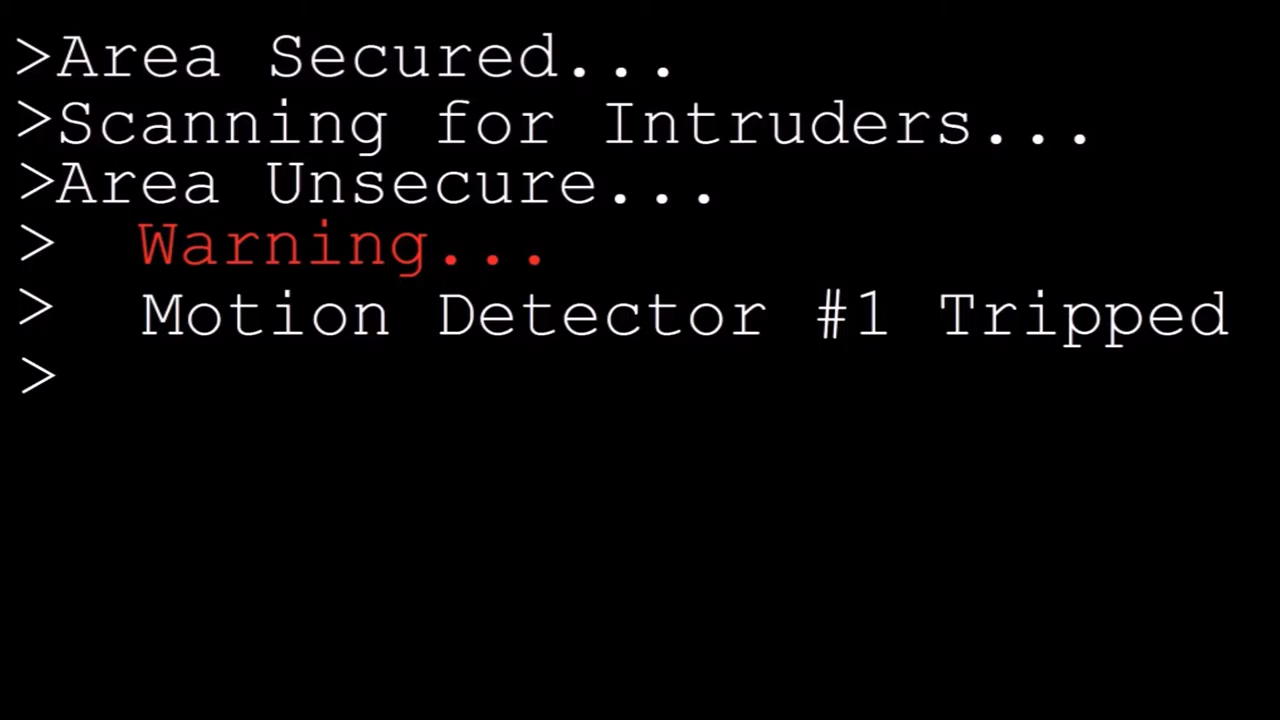 >Area Secured...
>Scanning for Intruders...
>Area Unsecure...
>  Warning...
>  Motion Detector #1 Tripped
>